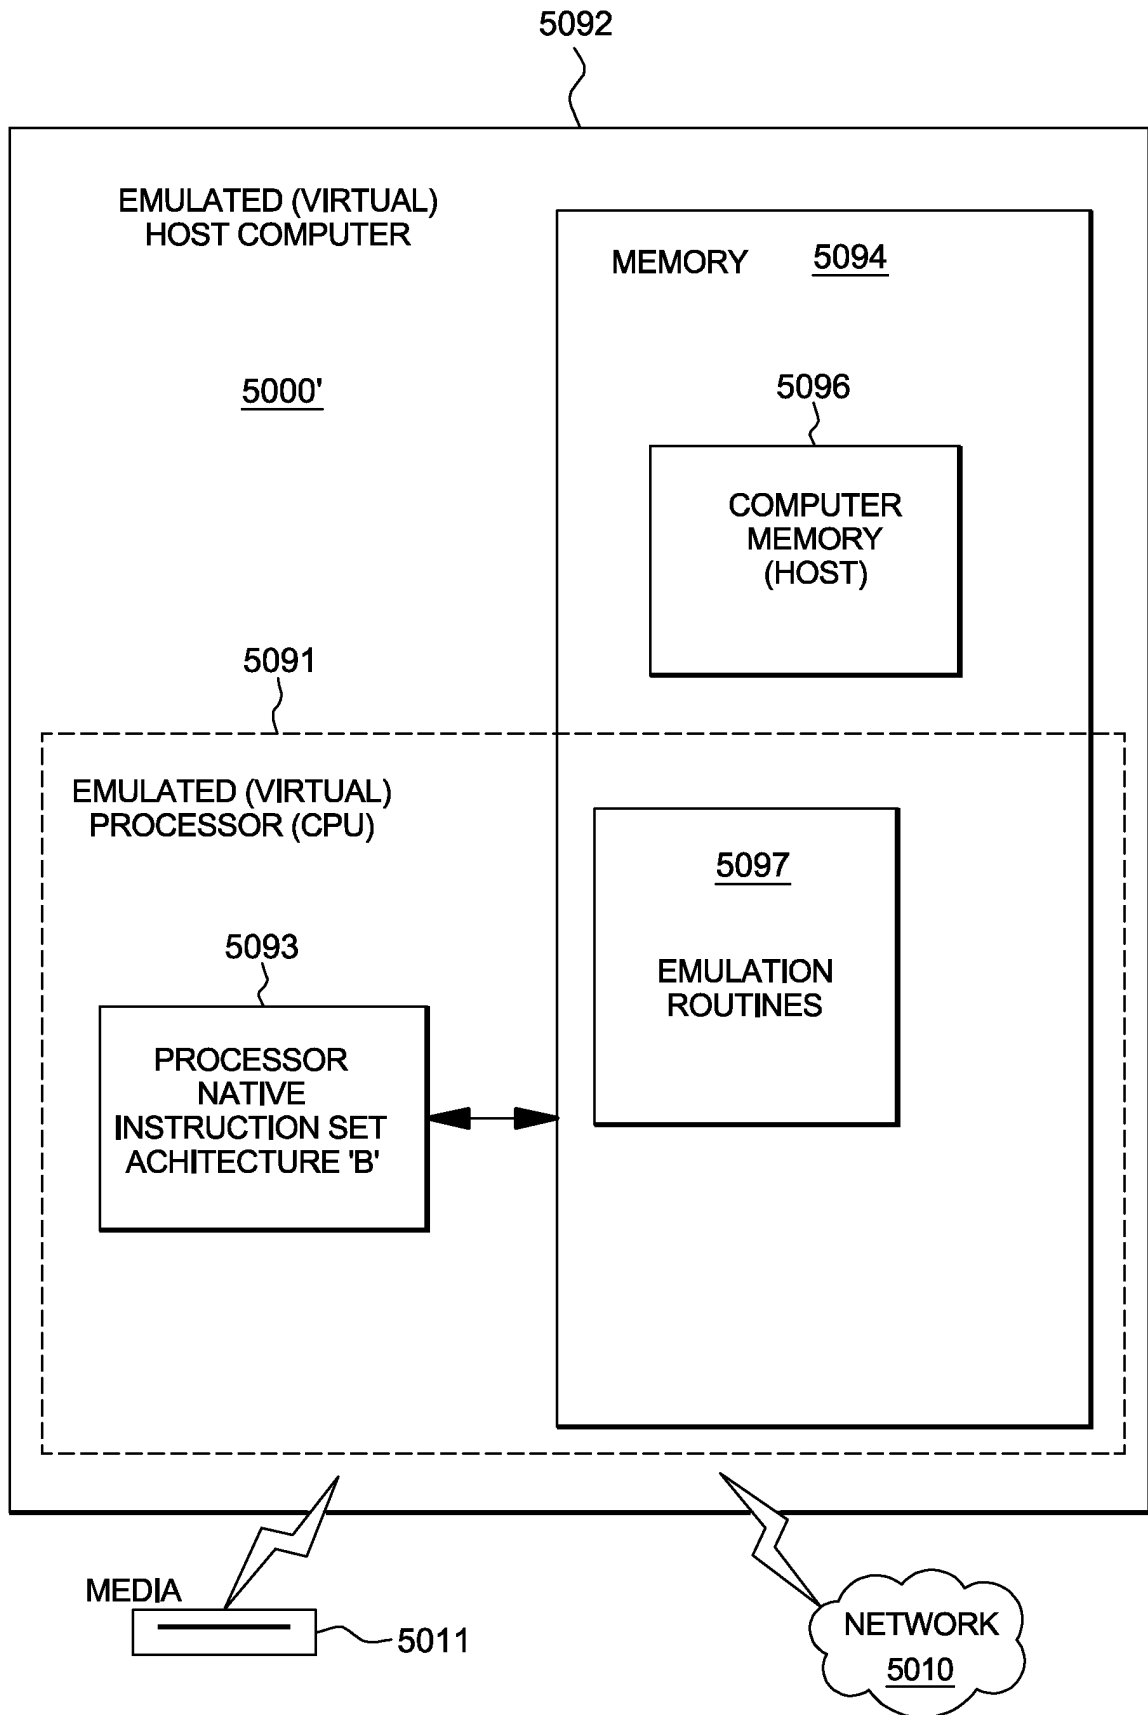 5092
EMULATED (VIRTUAL)
HOST COMPUTER
MEMORY 5094
5000'
5096
COMPUTER
MEMORY
(HOST)
5091
EMULATED (VIRTUAL)
PROCESSOR (CPU)
5097
EMULATION
ROUTINES
5093
PROCESSOR
NATIVE
INSTRUCTION SET
ACHITECTURE 'B'
MEDIA
5011
NETWORK
5010